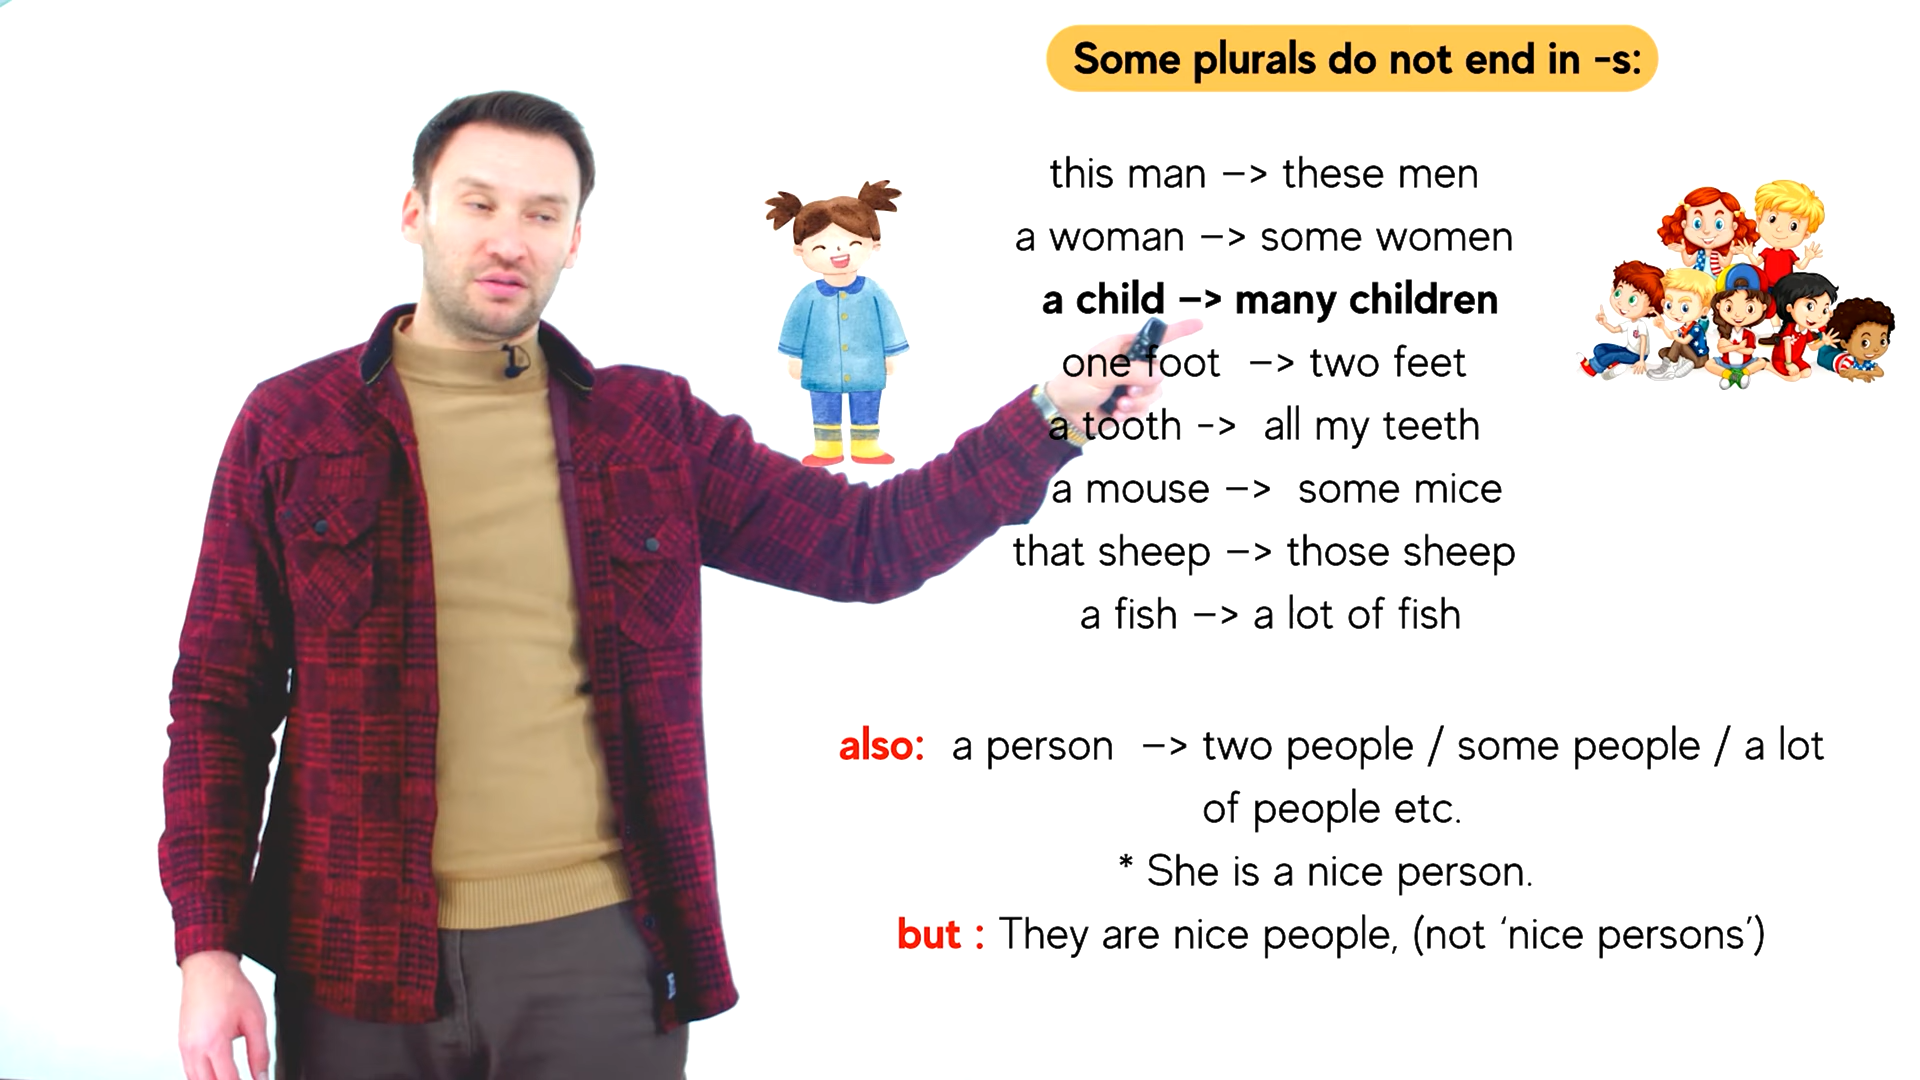 Some plurals do not end in -s:
this man –> these men
a woman –> some women
a child –> many children
one foot –> two feet
a tooth -> all my teeth
a mouse –> some mice
that sheep –> those sheep
a fish –> a lot of fish
also: a person –> two people / some people / a lot
of people etc.
* She is a nice person.
but : They are nice people, (not ‘nice persons’)